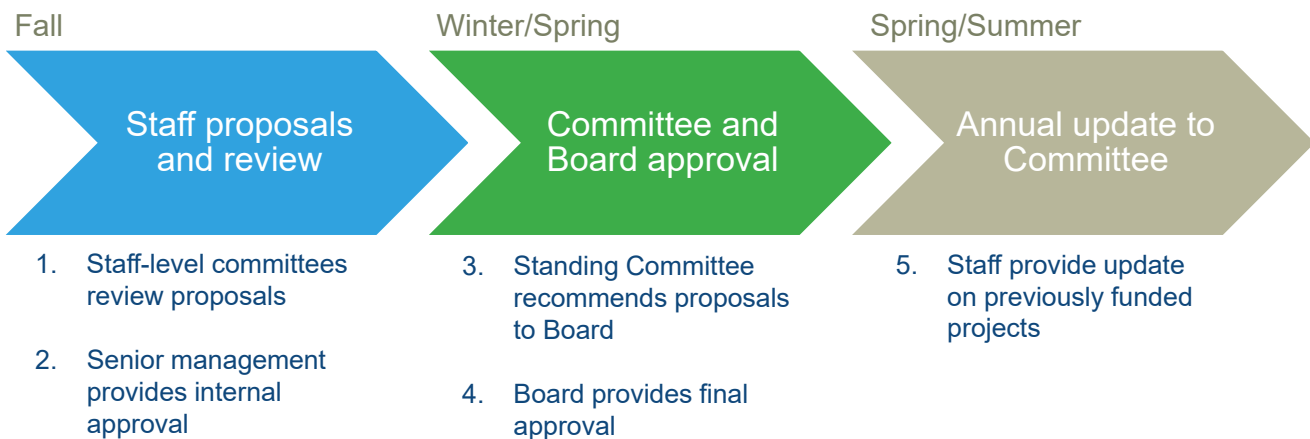 Fall
Staff proposals
and review
1. Staff-level committees
review proposals
2. Senior management
provides internal
approval
Winter/Spring
Committee and
Board approval
3. Standing Committee
recommends proposals
to Board
4. Board provides final
approval
Spring/Summer
Annual update to
Committee
5. Staff provide update
on previously funded
projects